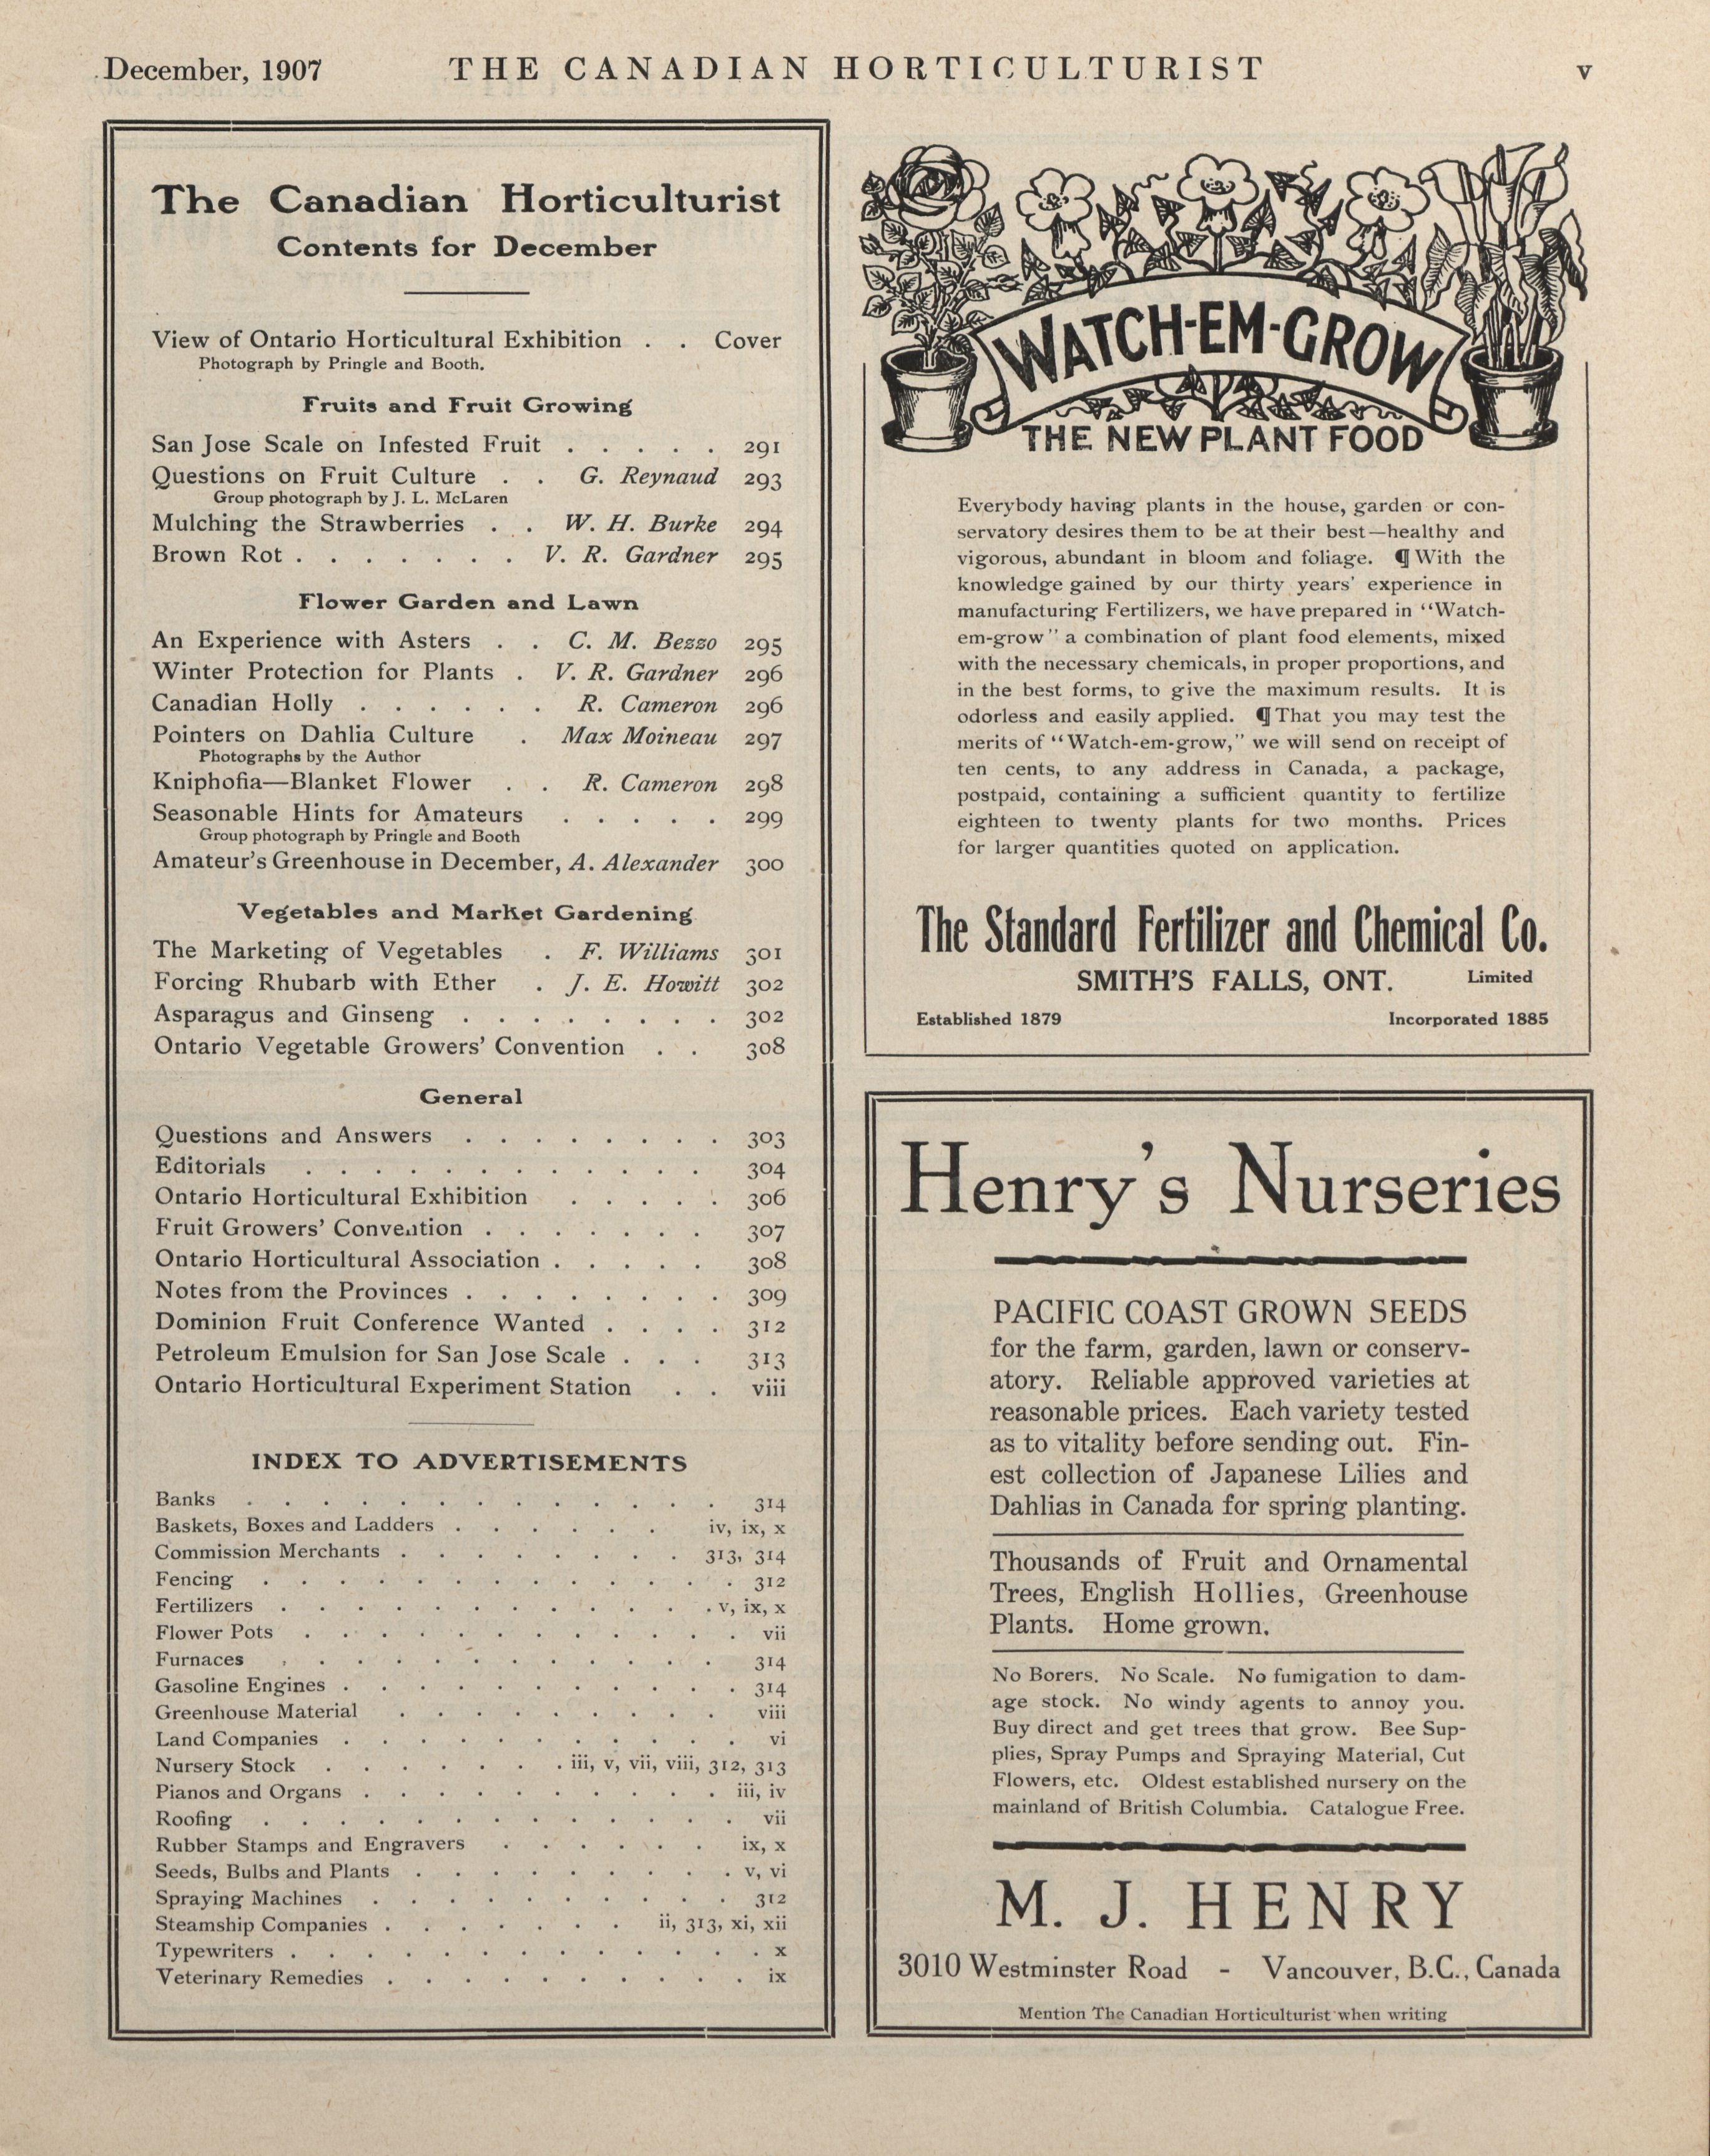 December, 1907 THE CANADIAN HORTICULTURIST v
The Canadian Horticulturist
Contents for December
View of Ontario Horticultural Exhibition . . Cover
Photograph by Pringle and Booth.
Fruits and Fruit Growing
San Jose Scale on Infested Fruit . . . . . 291
Questions on Fruit Culture . . G. Reynaud 293
Group photograph by J. L. McLaren
Mulching the Strawberries . . W. H. Burke 294
Brown Rot . . . . . . . V. R. Gardner 295
Flower Garden and Lawn
An Experience with Asters . . C. M. Bezzo 295
Winter Protection for Plants . V. R. Gardner 296
Canadian Holly . . . . . . R. Cameron 296
Pointers on Dahlia Culture . Max Moineau 297
Photographs by the Author
Kniphofia—Blanket Flower . . R. Cameron 298
Seasonable Hints for Amateurs . . . . . 299
Group photograph by Pringle and Booth
Amateur's Greenhouse in December, A. Alexander 300
Vegetables and Market Gardening
The Marketing of Vegetables . F. Williams 301
Forcing Rhubarb with Ether . J. E. Howitt 302
Asparagus and Ginseng . . . . . . . . 302
Ontario Vegetable Growers' Convention . . 308
General
Questions and Answers . . . . . . . . 303
Editorials . . . . . . . . . . . . 304
Ontario Horticultural Exhibition . . . . . 306
Fruit Growers' Convention . . . . . . . 307
Ontario Horticultural Association . . . . . 308
Notes from the Provinces . . . . . . . . 309
Dominion Fruit Conference Wanted . . . . 312
Petroleum Emulsion for San Jose Scale . . . 313
Ontario Horticultural Experiment Station . . viii
INDEX TO ADVERTISEMENTS
Banks . . . . . . . . . . . . . 314
Baskets, Boxes and Ladders . . . . . . iv, ix, x
Commission Merchants . . . . . . . . 313, 314
Fencing . . . . . . . . . . . . . 312
Fertilizers . . . . . . . . . . . . v, ix, x
Flower Pots . . . . . . . . . . . . vii
Furnaces . . . . . . . . . . . . 314
Gasoline Engines . . . . . . . . . . . 314
Greenhouse Material . . . . . . . . . viii
Land Companies . . . . . . . . . . . vi
Nursery Stock . . . . . . . iii, v, vii, viii, 312, 313
Pianos and Organs . . . . . . . . . . iii, iv
Roofing . . . . . . . . . . . . . vii
Rubber Stamps and Engravers . . . . . . ix, x
Seeds, Bulbs and Plants . . . . . . . . . v, vi
Spraying Machines . . . . . . . . . . 312
Steamship Companies . . . . . . . ii, 313, xi, xii
Typewriters . . . . . . . . . . . . . x
Veterinary Remedies . . . . . . . . . . ix
WATCH-EM-GROW
THE NEW PLANT FOOD
Everybody having plants in the house, garden or con-
servatory desires them to be at their best—healthy and
vigorous, abundant in bloom and foliage. ¶ With the
knowledge gained by our thirty years' experience in
manufacturing Fertilizers, we have prepared in "Watch-
em-grow" a combination of plant food elements, mixed
with the necessary chemicals, in proper proportions, and
in the best forms, to give the maximum results. It is
odorless and easily applied. ¶ That you may test the
merits of "Watch-em-grow," we will send on receipt of
ten cents, to any address in Canada, a package,
postpaid, containing a sufficient quantity to fertilize
eighteen to twenty plants for two months. Prices
for larger quantities quoted on application.
The Standard Fertilizer and Chemical Co.
SMITH'S FALLS, ONT. Limited
Established 1879 Incorporated 1885
Henry's Nurseries
PACIFIC COAST GROWN SEEDS
for the farm, garden, lawn or conserv-
atory. Reliable approved varieties at
reasonable prices. Each variety tested
as to vitality before sending out. Fin-
est collection of Japanese Lilies and
Dahlias in Canada for spring planting.
Thousands of Fruit and Ornamental
Trees, English Hollies, Greenhouse
Plants. Home grown.
No Borers. No Scale. No fumigation to dam-
age stock. No windy agents to annoy you.
Buy direct and get trees that grow. Bee Sup-
plies, Spray Pumps and Spraying Material, Cut
Flowers, etc. Oldest established nursery on the
mainland of British Columbia. Catalogue Free.
M. J. HENRY
3010 Westminster Road - Vancouver, B.C., Canada
Mention The Canadian Horticulturist when writing